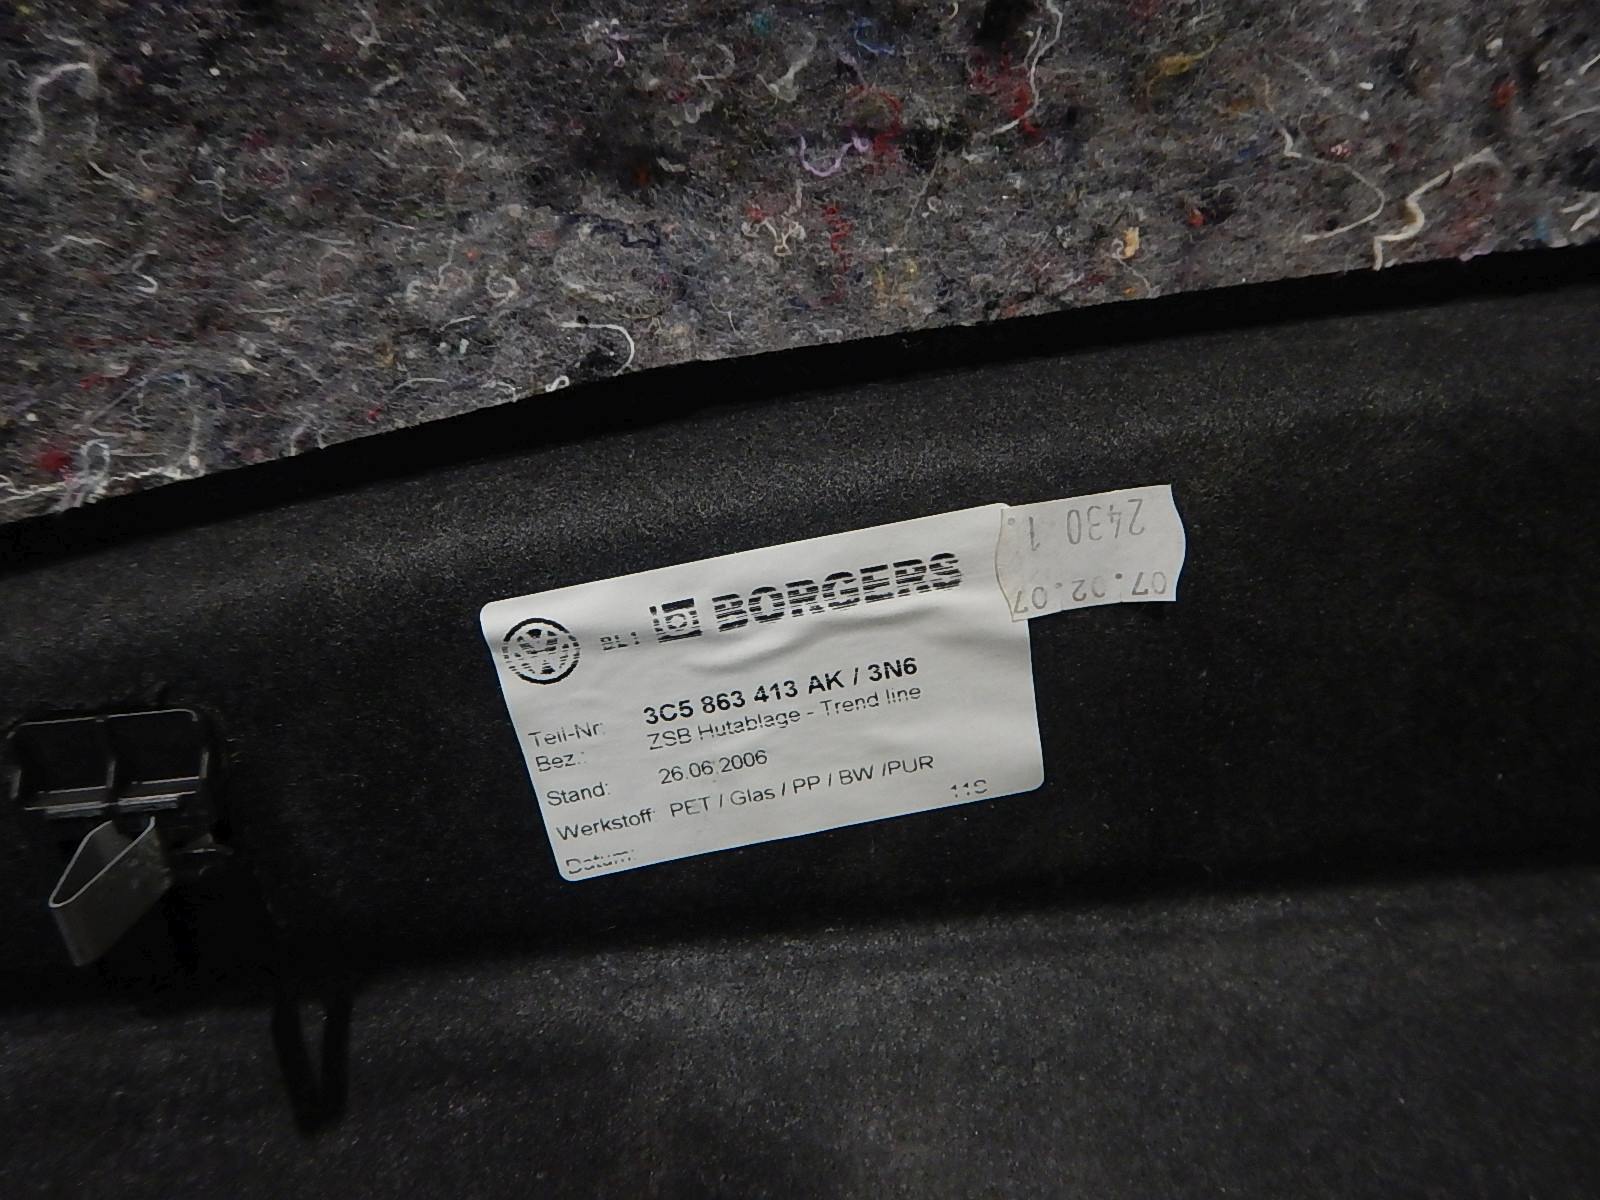 BORGERS
Teil-Nr: 3C5 863 413 AK / 3N6
Bez.: ZSB Hutablage - Trend line
Stand: 26.06.2006
Werkstoff: PET / Glas / PP / BW /PUR
Datum:
07.02.07
2430 1.